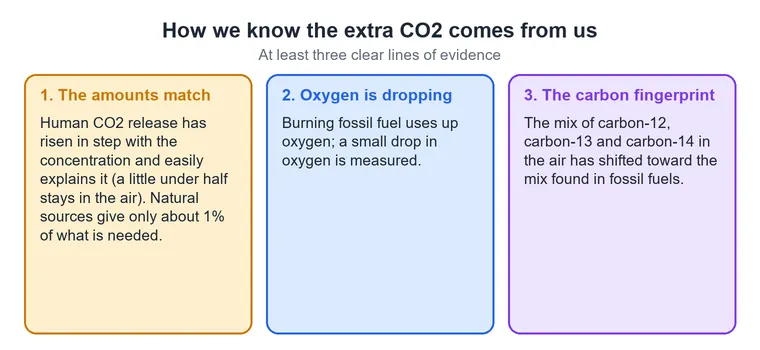 How we know the extra CO2 comes from us
At least three clear lines of evidence
1. The amounts match
Human CO2 release has
risen in step with the
concentration and easily
explains it (a little under half
stays in the air). Natural
sources give only about 1%
of what is needed.
2. Oxygen is dropping
Burning fossil fuel uses up
oxygen; a small drop in
oxygen is measured.
3. The carbon fingerprint
The mix of carbon-12,
carbon-13 and carbon-14 in
the air has shifted toward the
mix found in fossil fuels.